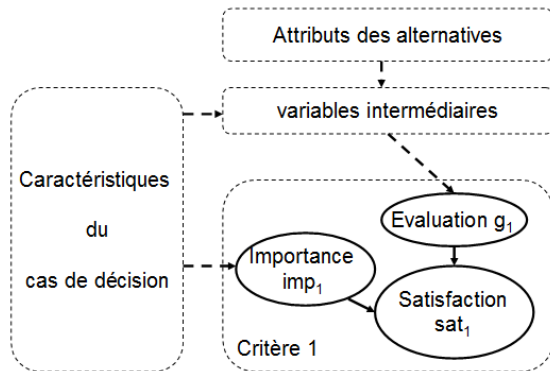 Attributs des alternatives
variables intermédiaires
Caractéristiques
du
cas de décision
Evaluation g₁
Importance
imp₁
Satisfaction
sat₁
Critère 1